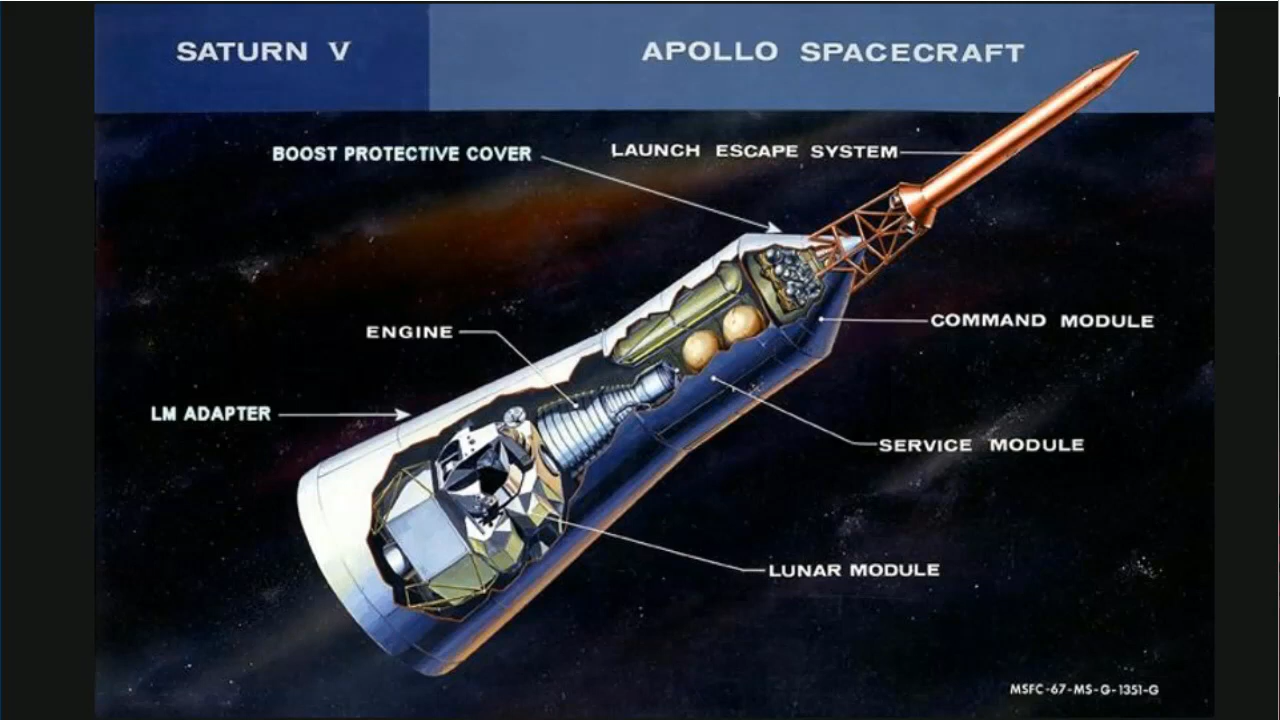 SATURN V
APOLLO SPACECRAFT
BOOST PROTECTIVE COVER
LAUNCH ESCAPE SYSTEM
COMMAND MODULE
ENGINE
LM ADAPTER
SERVICE MODULE
LUNAR MODULE
MSFC-67-MS-G-1351-G